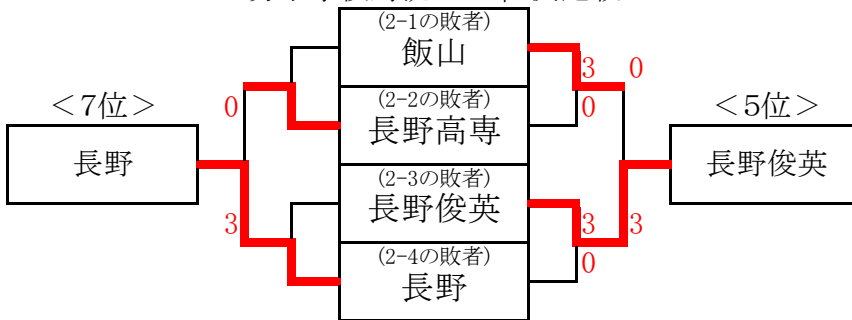 (2-1の敗者)
飯山
3
0
<7位>
0
(2-2の敗者)
長野高専
0
<5位>
長野
(2-3の敗者)
長野俊英
長野俊英
3
3
3
(2-4の敗者)
長野
0